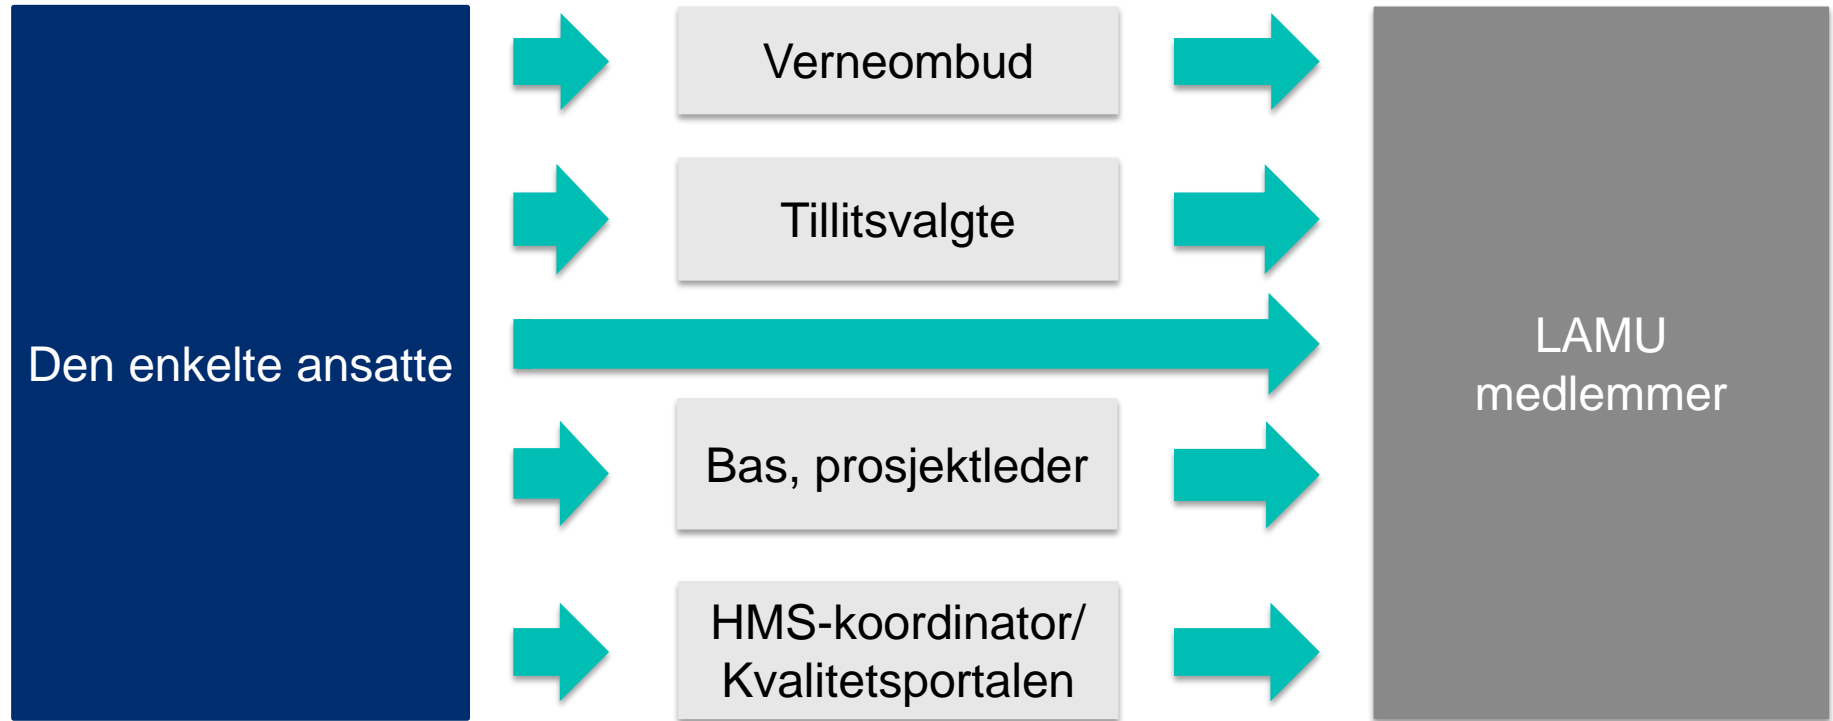 Den enkelte ansatte
Verneombud
Tillitsvalgte
Bas, prosjektleder
HMS-koordinator/
Kvalitetsportalen
LAMU
medlemmer